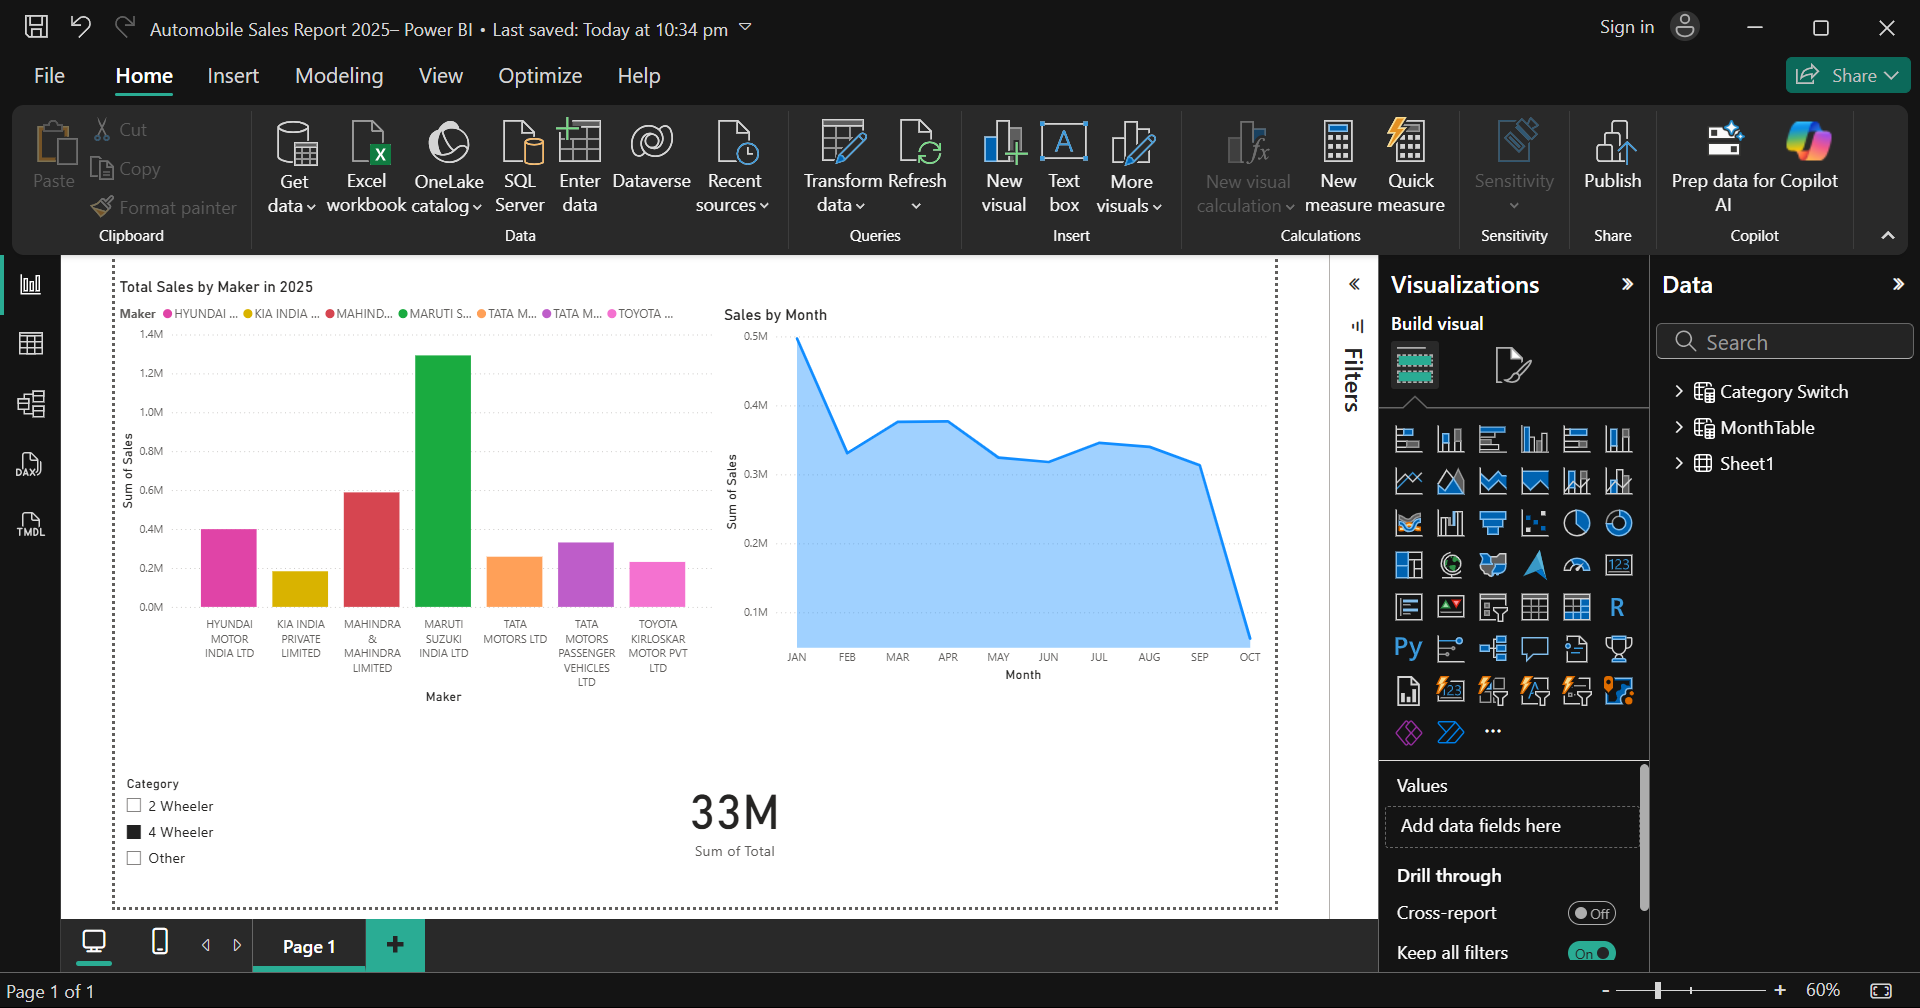 Automobile Sales Report 2025– Power BI • Last saved: Today at 10:34 pm
Sign in
File Home Insert Modeling View Optimize Help
Share
Paste
Cut
Copy
Format painter
Clipboard
Get data
Excel workbook
OneLake catalog
SQL Server
Enter data
Dataverse
Recent sources
Data
Transform data
Refresh
Queries
New visual
Text box
More visuals
Insert
New visual calculation
New measure
Quick measure
Calculations
Sensitivity
Sensitivity
Publish
Share
Prep data for AI
Copilot
Copilot
DAX
TMDL
Total Sales by Maker in 2025
Maker HYUNDAI ... KIA INDIA ... MAHIND... MARUTI S... TATA M... TATA M... TOYOTA ...
1.4M
1.2M
1.0M
0.8M
0.6M
0.4M
0.2M
0.0M
Sum of Sales
HYUNDAI MOTOR INDIA LTD
KIA INDIA PRIVATE LIMITED
MAHINDRA & MAHINDRA LIMITED
MARUTI SUZUKI INDIA LTD
TATA MOTORS LTD
TATA MOTORS PASSENGER VEHICLES LTD
TOYOTA KIRLOSKAR MOTOR PVT LTD
Maker
Sales by Month
0.5M
0.4M
0.3M
0.2M
0.1M
Sum of Sales
JAN FEB MAR APR MAY JUN JUL AUG SEP OCT
Month
Category
2 Wheeler
4 Wheeler
Other
33M
Sum of Total
Filters
Visualizations
Build visual
123
R
Py
123
Values
Add data fields here
Drill through
Cross-report Off
Keep all filters On
Data
Search
Category Switch
MonthTable
Sheet1
Page 1
+
Page 1 of 1
- + 60%